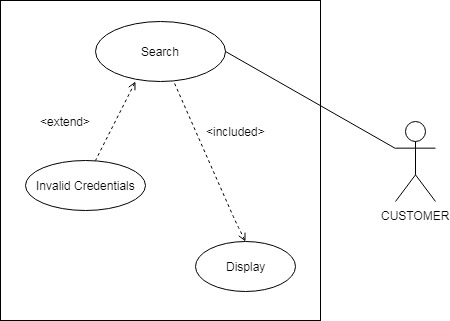 Search
<extend>
<included>
Invalid Credentials
CUSTOMER
Display